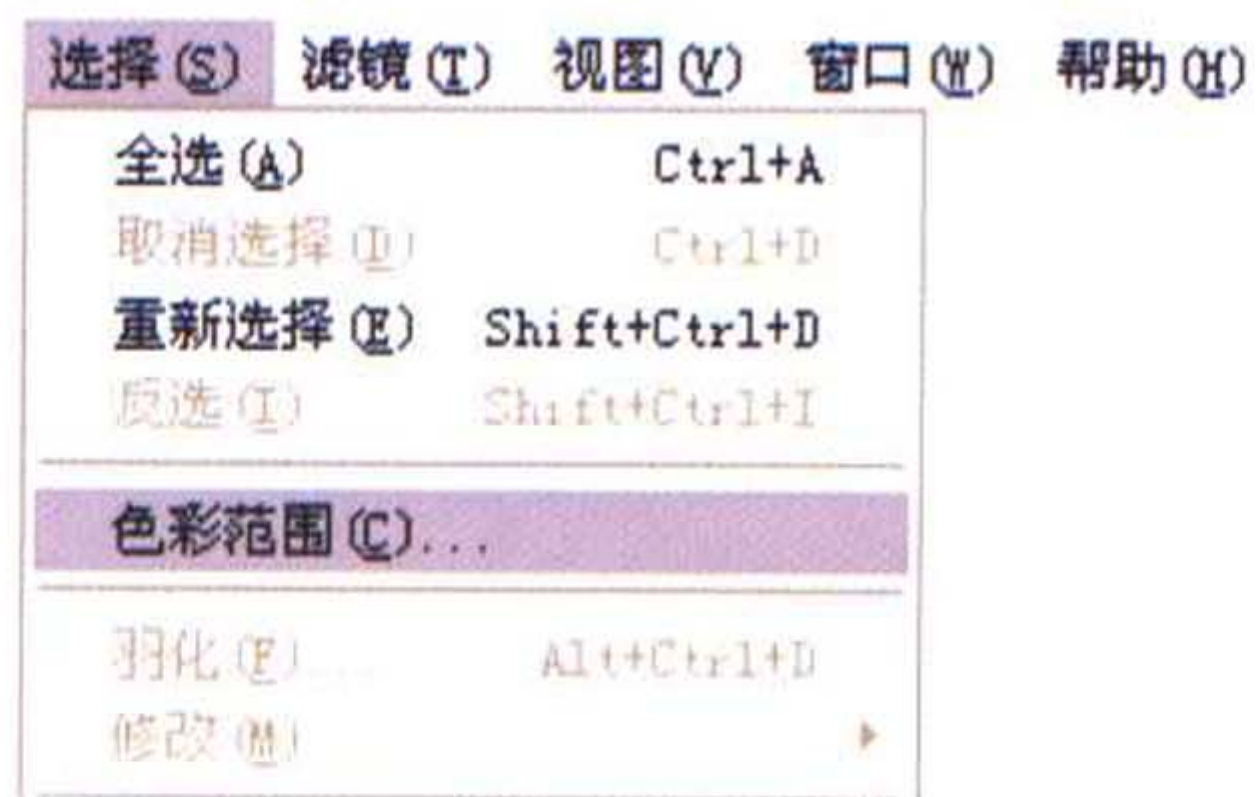 选择(S) 滤镜(T) 视图(V) 窗口(W) 帮助(H)
全选(A) Ctrl+A
取消选择(D) Ctrl+D
重新选择(E) Shift+Ctrl+D
反选(I) Shift+Ctrl+I
色彩范围(C)...
羽化(F)... Alt+Ctrl+D
修改(M)